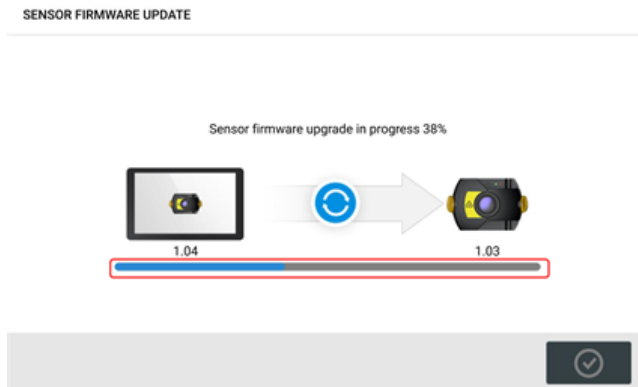 SENSOR FIRMWARE UPDATE
Sensor firmware upgrade in progress 38%
1.04 1.03